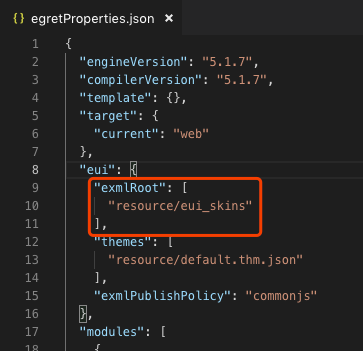 {} egretProperties.json ×
1 {
2 "engineVersion": "5.1.7",
3 "compilerVersion": "5.1.7",
4 "template": {},
5 "target": {
6 "current": "web"
7 },
8 "eui": {
9 "exmlRoot": [
10 "resource/eui_skins"
11 ],
12 "themes": [
13 "resource/default.thm.json"
14 ],
15 "exmlPublishPolicy": "commonjs"
16 },
17 "modules": [